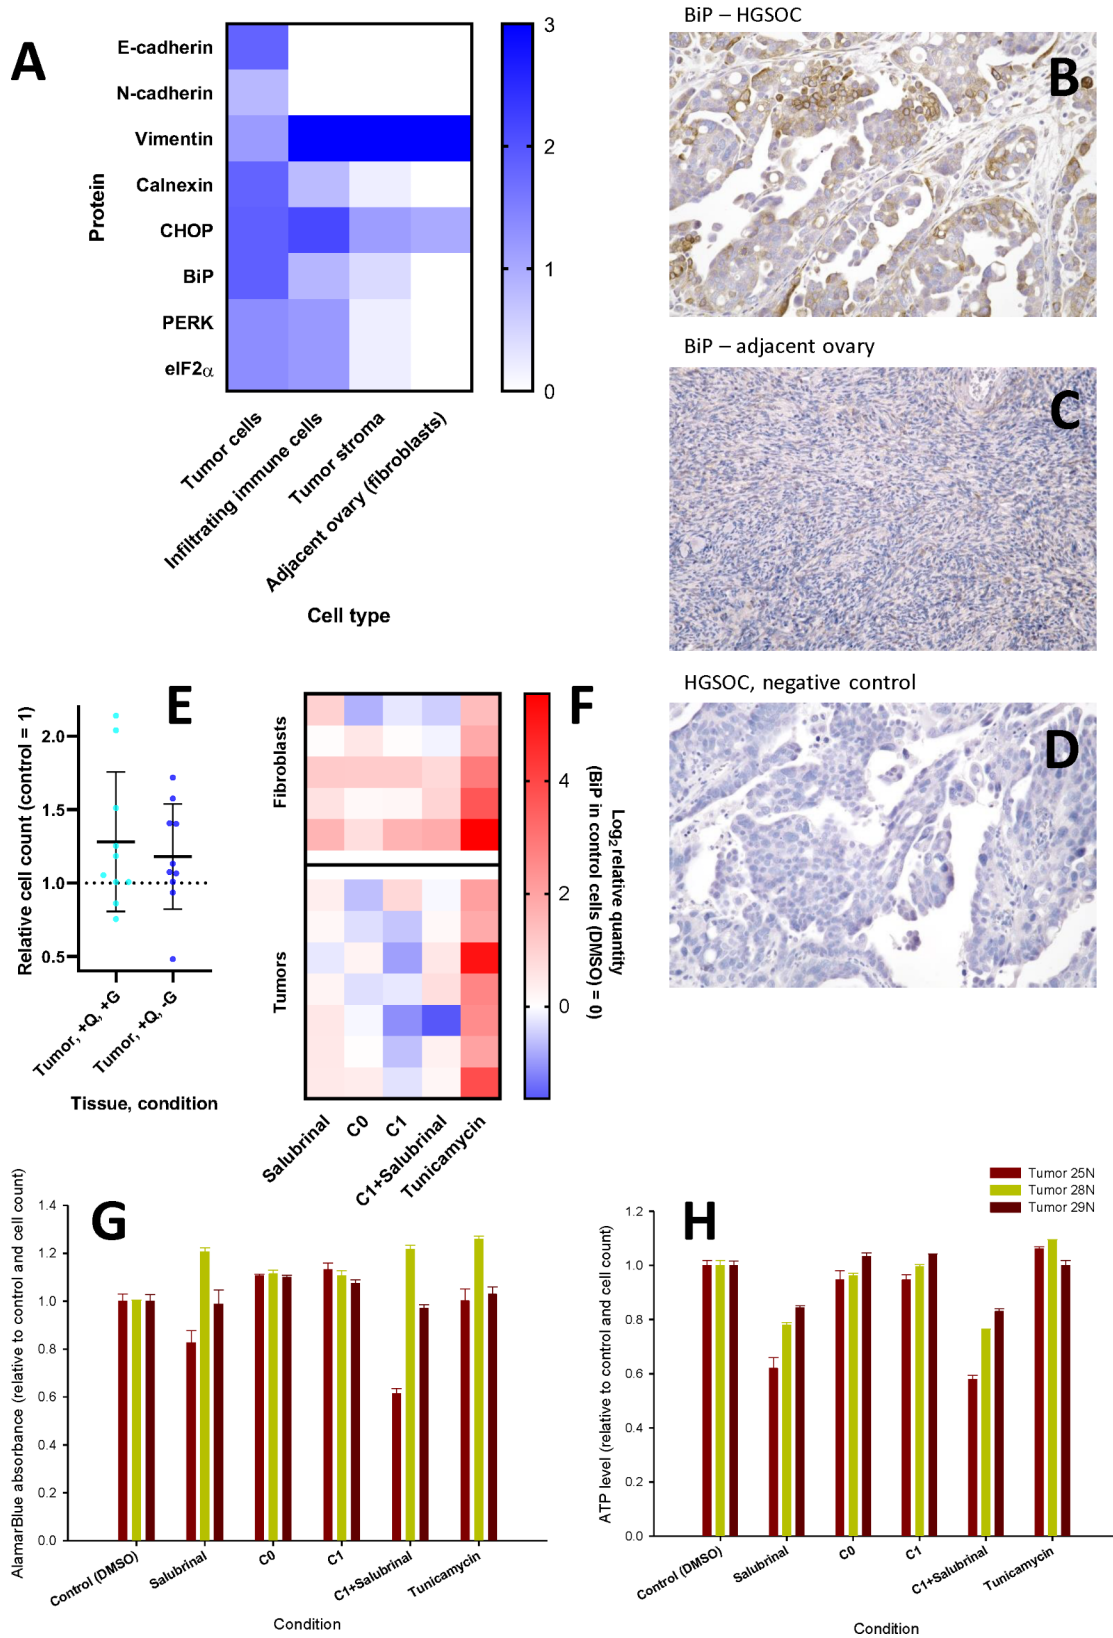 A
Protein
E-cadherin
N-cadherin
Vimentin
Calnexin
CHOP
BiP
PERK
eIF2α
3
2
1
0
Tumor cells
Infiltrating immune cells
Tumor stroma
Adjacent ovary (fibroblasts)
Cell type
BiP – HGSOC
B
BiP – adjacent ovary
C
HGSOC, negative control
D
E
Relative cell count (control = 1)
2.0
1.5
1.0
0.5
Tumor, +Q, +G
Tumor, +Q, -G
Tissue, condition
F
Fibroblasts
Tumors
4
2
0
Log2 relative quantity
(BiP in control cells (DMSO) = 0)
Salubrinal
C0
C1
C1+Salubrinal
Tunicamycin
G
AlamarBlue absorbance (relative to control and cell count)
1.4
1.2
1.0
0.8
0.6
0.4
0.2
0.0
Control (DMSO)
Salubrinal
C0
C1
C1+Salubrinal
Tunicamycin
Condition
H
Tumor 25N
Tumor 28N
Tumor 29N
ATP level (relative to control and cell count)
1.2
1.0
0.8
0.6
0.4
0.2
0.0
Control (DMSO)
Salubrinal
C0
C1
C1+Salubrinal
Tunicamycin
Condition